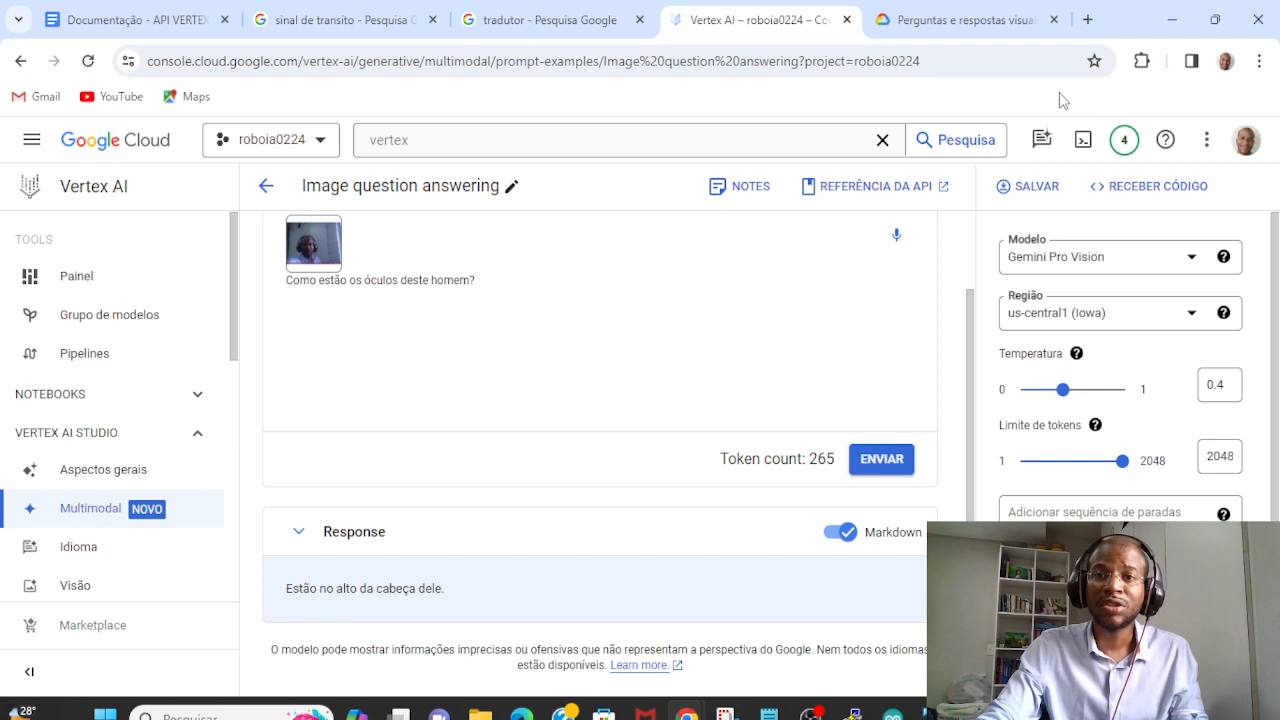 Documentação - API VERTEX
sinal de transito - Pesquisa G
tradutor - Pesquisa Google
Vertex AI – roboia0224 – Co
Perguntas e respostas visua
console.cloud.google.com/vertex-ai/generative/multimodal/prompt-examples/Image%20question%20answering?project=roboia0224
Gmail
YouTube
Maps
Google Cloud
roboia0224
vertex
Pesquisa
4
Vertex AI
Image question answering
NOTES
REFERÊNCIA DA API
SALVAR
RECEBER CÓDIGO
TOOLS
Painel
Grupo de modelos
Pipelines
NOTEBOOKS
VERTEX AI STUDIO
Aspectos gerais
Multimodal NOVO
Idioma
Visão
Marketplace
Como estão os óculos deste homem?
Token count: 265
ENVIAR
Response
Markdown
Estão no alto da cabeça dele.
O modelo pode mostrar informações imprecisas ou ofensivas que não representam a perspectiva do Google. Nem todos os idiomas
estão disponíveis. Learn more.
Modelo
Gemini Pro Vision
Região
us-central1 (Iowa)
Temperatura
0 1 0.4
Limite de tokens
1 2048 2048
Adicionar sequência de paradas
28°
Pesquisar